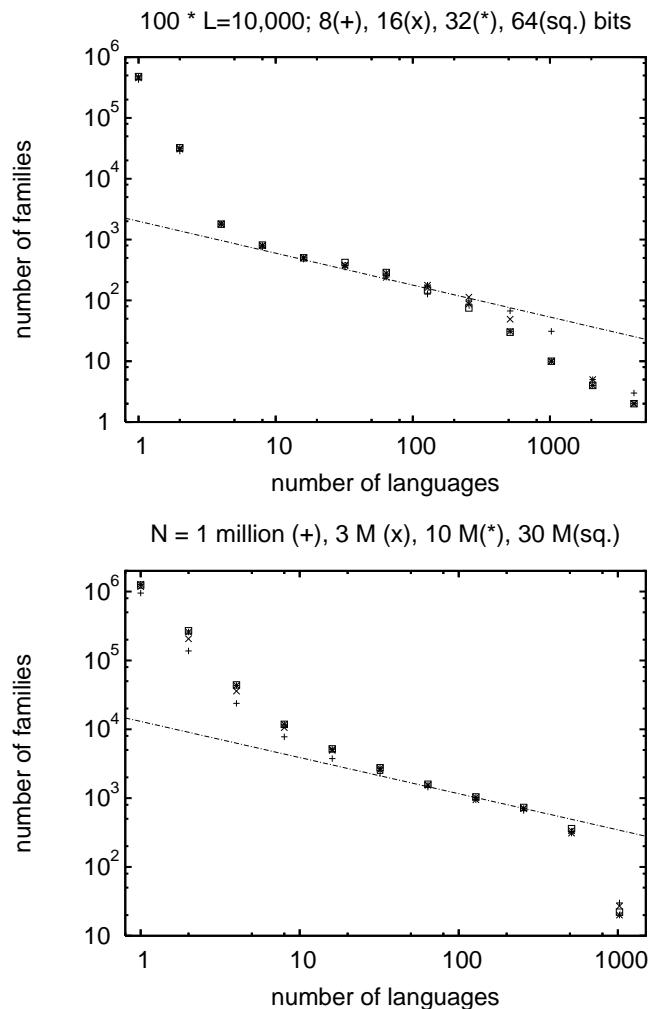 100 * L=10,000; 8(+), 16(x), 32(*), 64(sq.) bits
10^6
10^5
10^4
10^3
10^2
10
1
number of families
1 10 100 1000
number of languages
N = 1 million (+), 3 M (x), 10 M(*), 30 M(sq.)
10^6
10^5
10^4
10^3
10^2
10
number of families
1 10 100 1000
number of languages